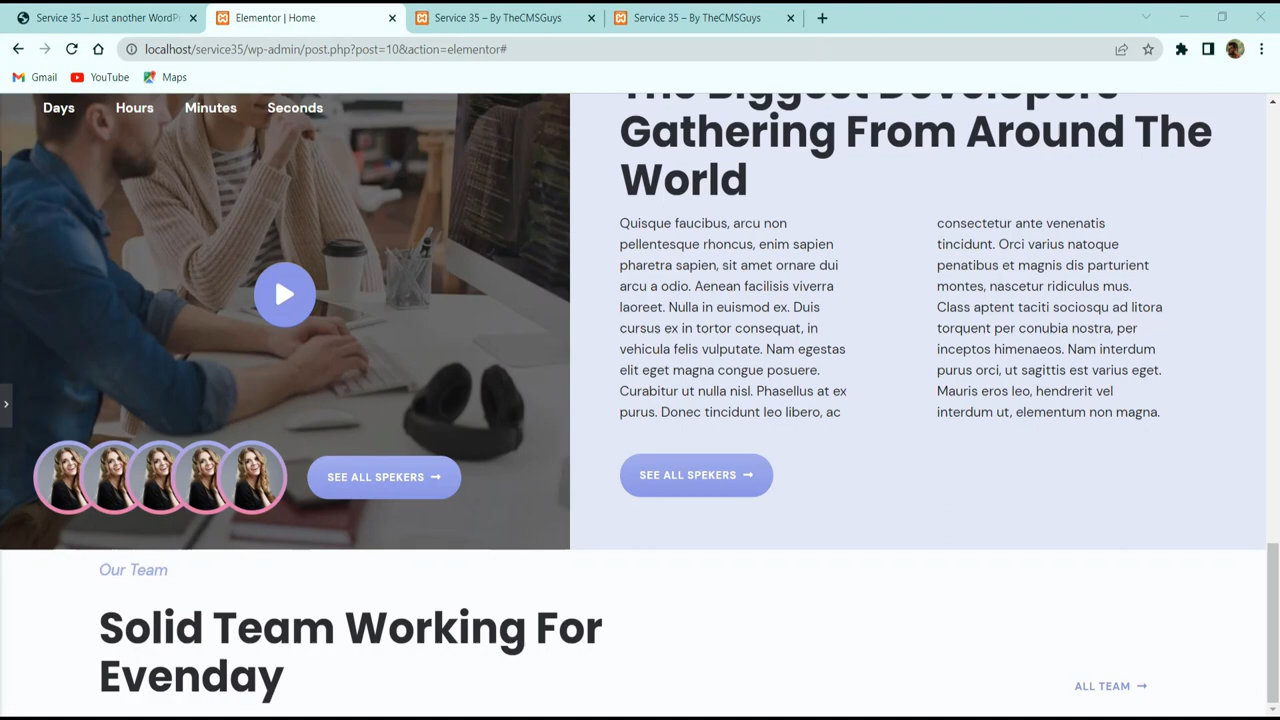 Service 35 – Just another WordPr
Elementor | Home
Service 35 – By TheCMSGuys
Service 35 – By TheCMSGuys
localhost/service35/wp-admin/post.php?post=10&action=elementor#
Gmail
YouTube
Maps
Days
Hours
Minutes
Seconds
The Biggest Developers
Gathering From Around The
World
Quisque faucibus, arcu non
pellentesque rhoncus, enim sapien
pharetra sapien, sit amet ornare dui
arcu a odio. Aenean facilisis viverra
laoreet. Nulla in euismod ex. Duis
cursus ex in tortor consequat, in
vehicula felis vulputate. Nam egestas
elit eget magna congue posuere.
Curabitur ut nulla nisl. Phasellus at ex
purus. Donec tincidunt leo libero, ac
consectetur ante venenatis
tincidunt. Orci varius natoque
penatibus et magnis dis parturient
montes, nascetur ridiculus mus.
Class aptent taciti sociosqu ad litora
torquent per conubia nostra, per
inceptos himenaeos. Nam interdum
purus orci, ut sagittis est varius eget.
Mauris eros leo, hendrerit vel
interdum ut, elementum non magna.
SEE ALL SPEKERS
SEE ALL SPEKERS
Our Team
Solid Team Working For
Evenday
ALL TEAM